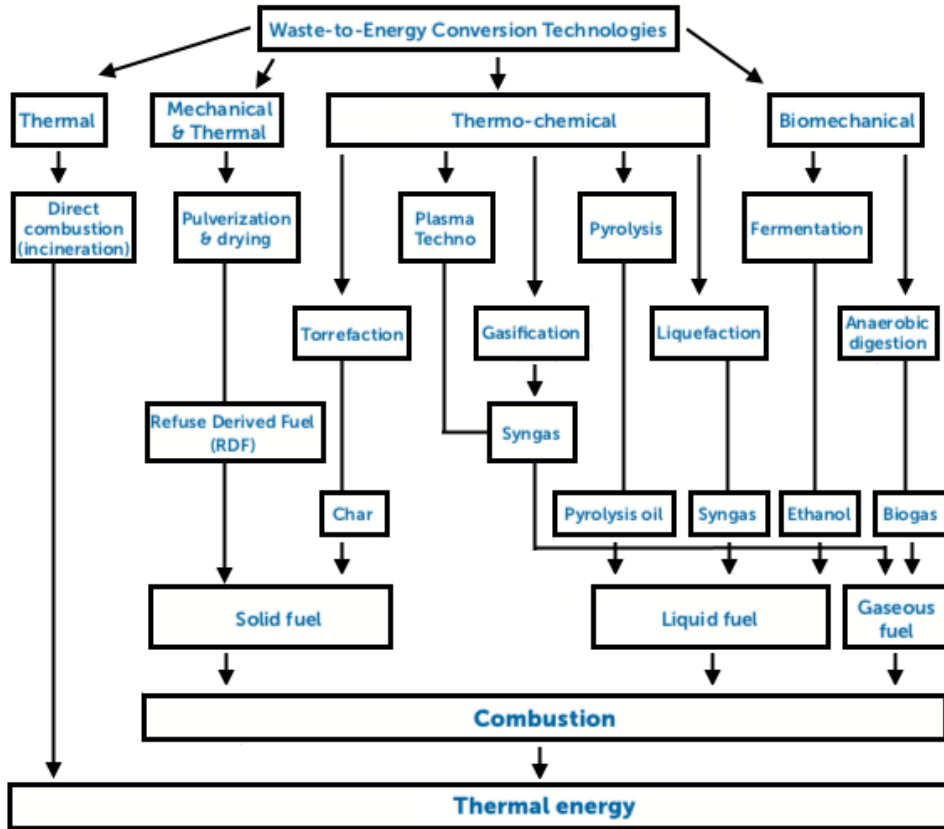 Waste-to-Energy Conversion Technologies
Thermal
Mechanical
& Thermal
Thermo-chemical
Biomechanical
Direct
combustion
(incineration)
Pulverization
& drying
Plasma
Techno
Pyrolysis
Fermentation
Torrefaction
Gasification
Liquefaction
Anaerobic
digestion
Refuse Derived Fuel
(RDF)
Syngas
Char
Pyrolysis oil
Syngas
Ethanol
Biogas
Solid fuel
Liquid fuel
Gaseous
fuel
Combustion
Thermal energy